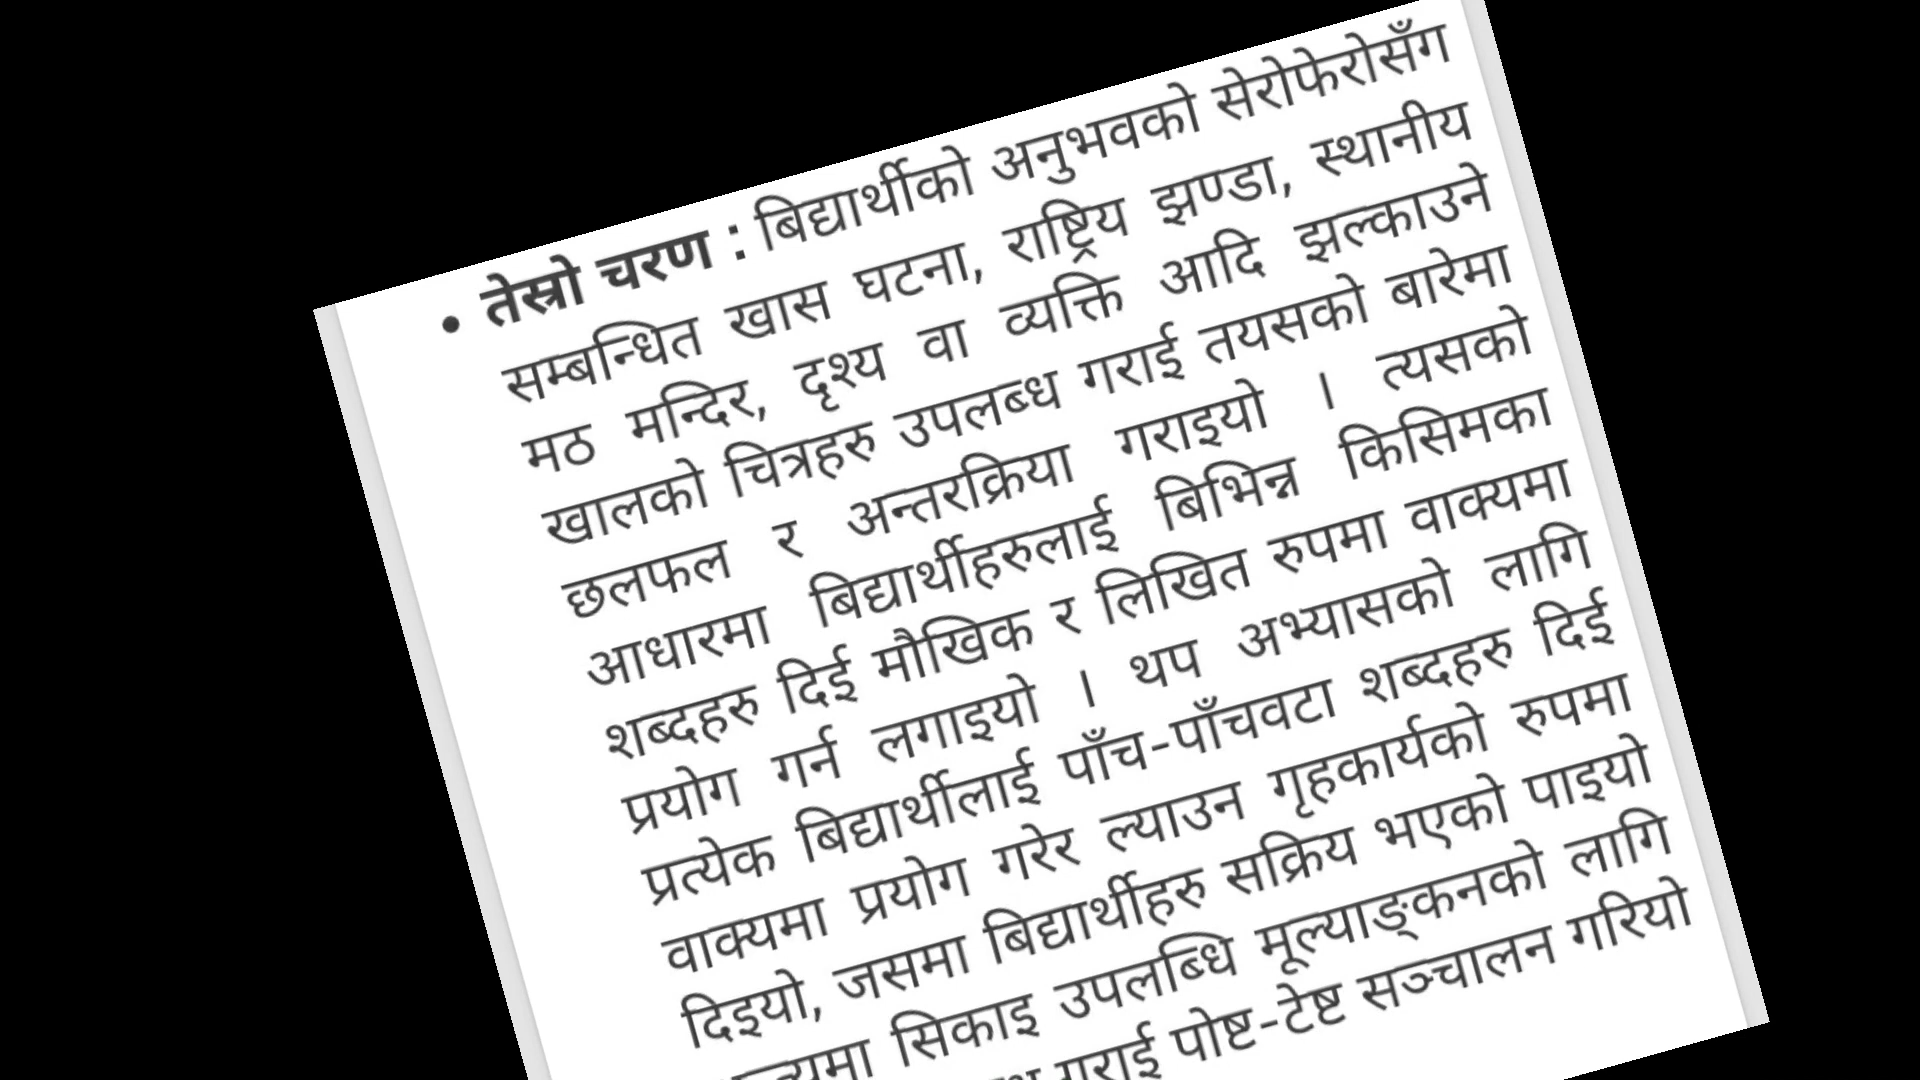 • तेस्रो चरण : बिद्यार्थीको अनुभवको सेरोफेरोसँग
सम्बन्धित खास घटना, राष्ट्रिय झण्डा, स्थानीय
मठ मन्दिर, दृश्य वा व्यक्ति आदि झल्काउने
खालको चित्रहरु उपलब्ध गराई तयसको बारेमा
छलफल र अन्तरक्रिया गराइयो । त्यसको
आधारमा बिद्यार्थीहरुलाई बिभिन्न किसिमका
शब्दहरु दिई मौखिक र लिखित रुपमा वाक्यमा
प्रयोग गर्न लगाइयो । थप अभ्यासको लागि
प्रत्येक बिद्यार्थीलाई पाँच-पाँचवटा शब्दहरु दिई
वाक्यमा प्रयोग गरेर ल्याउन गृहकार्यको रुपमा
दिइयो, जसमा बिद्यार्थीहरु सक्रिय भएको पाइयो
सिकाइ उपलब्धि मूल्याङ्कनको लागि
गराई पोष्ट-टेष्ट सञ्चालन गरियो